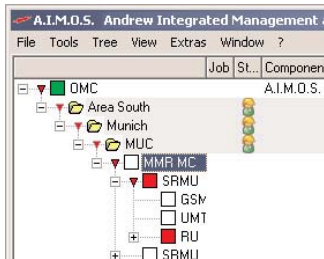 A.I.M.O.S. Andrew Integrated Management
File Tools Tree View Extras Window ?
Job St... Componen
OMC A.I.M.O.S.
Area South
Munich
MUC
MMR MC
SRMU
GSM
UMT
RU
SRMU